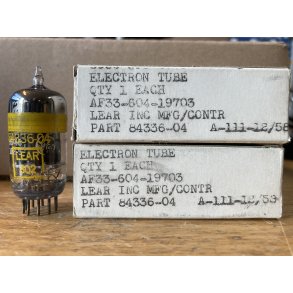 ELECTRON TUBE
QTY 1 EACH
AF33-604-19703
LEAR INC MFG/CONTR
PART 84336-04 A-111-12/58
ELECTRON TUBE
QTY 1 EACH
AF33-604-19703
LEAR INC MFG/CONTR
PART 84336-04 A-111-12/53
LEAR